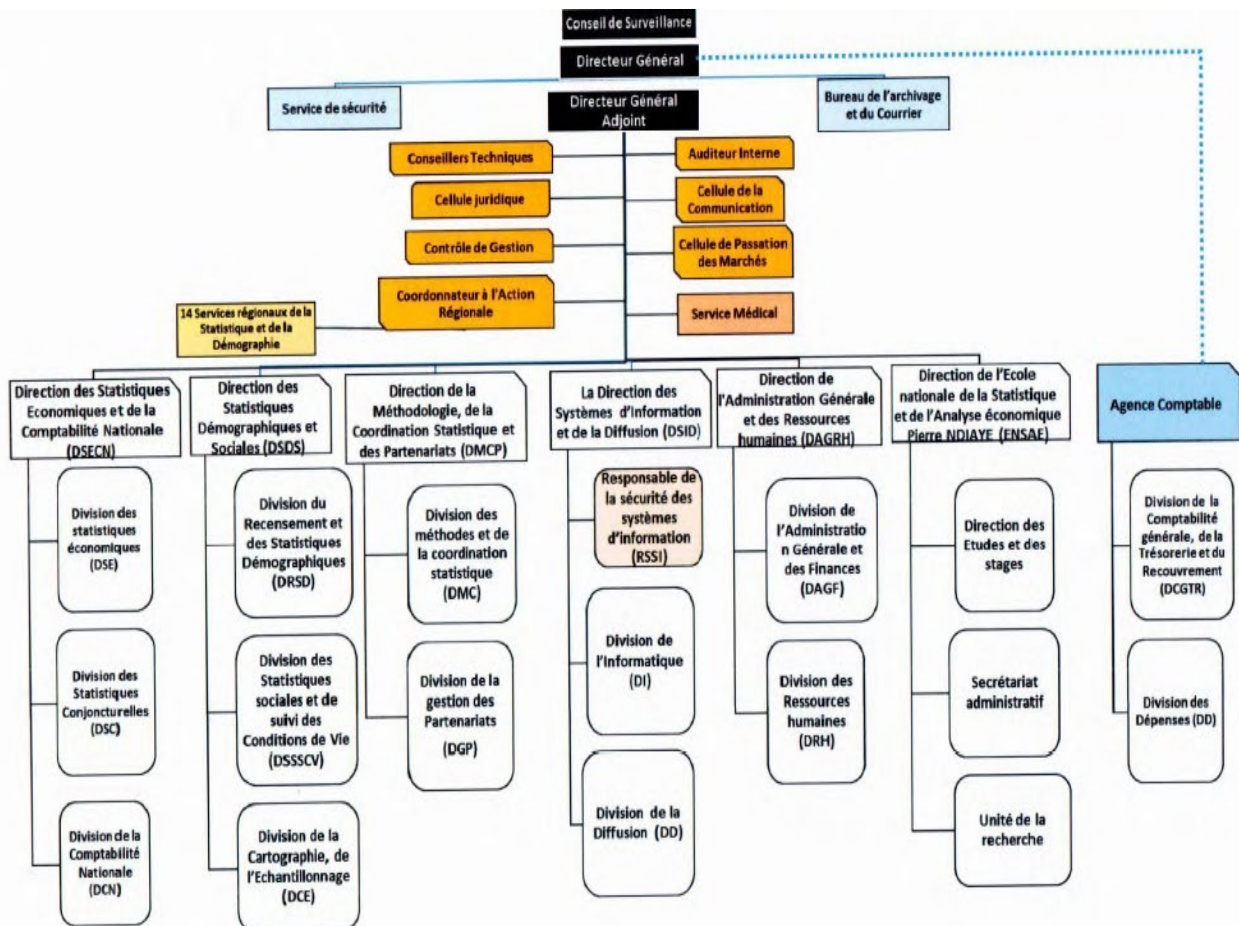 Conseil de Surveillance
Directeur Général
Service de sécurité
Directeur Général
Adjoint
Bureau de l'archivage
et du Courrier
Conseillers Techniques
Auditeur Interne
Cellule juridique
Cellule de la
Communication
Contrôle de Gestion
Cellule de Passation
des Marchés
Coordonnateur à l'Action
Régionale
Service Médical
14 Services régionaux de la
Statistique et de la
Démographie
Direction des Statistiques
Economiques et de la
Comptabilité Nationale
(DSECN)
Division des
statistiques
économiques
(DSE)
Division des
Statistiques
Conjoncturelles
(DSC)
Division de la
Comptabilité
Nationale
(DCN)
Direction des
Statistiques
Démographiques et
Sociales (DSDS)
Division du
Recensement et
des Statistiques
Démographiques
(DRSD)
Division des
Statistiques
sociales et de
suivi des
Conditions de Vie
(DSSSCV)
Division de la
Cartographie, de
l'Echantillonnage
(DCE)
Direction de la
Méthodologie, de la
Coordination Statistique et
des Partenariats (DMCP)
Division des
méthodes et de
la coordination
statistique
(DMC)
Division de la
gestion des
Partenariats
(DGP)
La Direction des
Systèmes d'Information
et de la Diffusion (DSID)
Responsable de
la sécurité des
systèmes
d'information
(RSSI)
Division de
l'Informatique
(DI)
Division de la
Diffusion (DD)
Direction de
l'Administration Générale
et des Ressources
humaines (DAGRH)
Division de
l'Administratio
n Générale et
des Finances
(DAGF)
Division des
Ressources
humaines
(DRH)
Direction de l'Ecole
nationale de la Statistique
et de l'Analyse économique
Pierre NDIAYE (ENSAE)
Direction des
Etudes et des
stages
Secrétariat
administratif
Unité de la
recherche
Agence Comptable
Division de la
Comptabilité
générale, de la
Trésorerie et du
Recouvrement
(DCGTR)
Division des
Dépenses (DD)